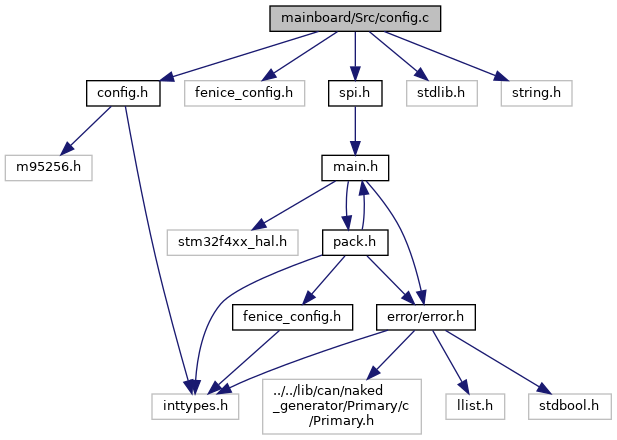 mainboard/Src/config.c
config.h
fenice_config.h
spi.h
stdlib.h
string.h
m95256.h
main.h
stm32f4xx_hal.h
pack.h
fenice_config.h
error/error.h
inttypes.h
../../lib/can/naked
_generator/Primary/c
/Primary.h
llist.h
stdbool.h